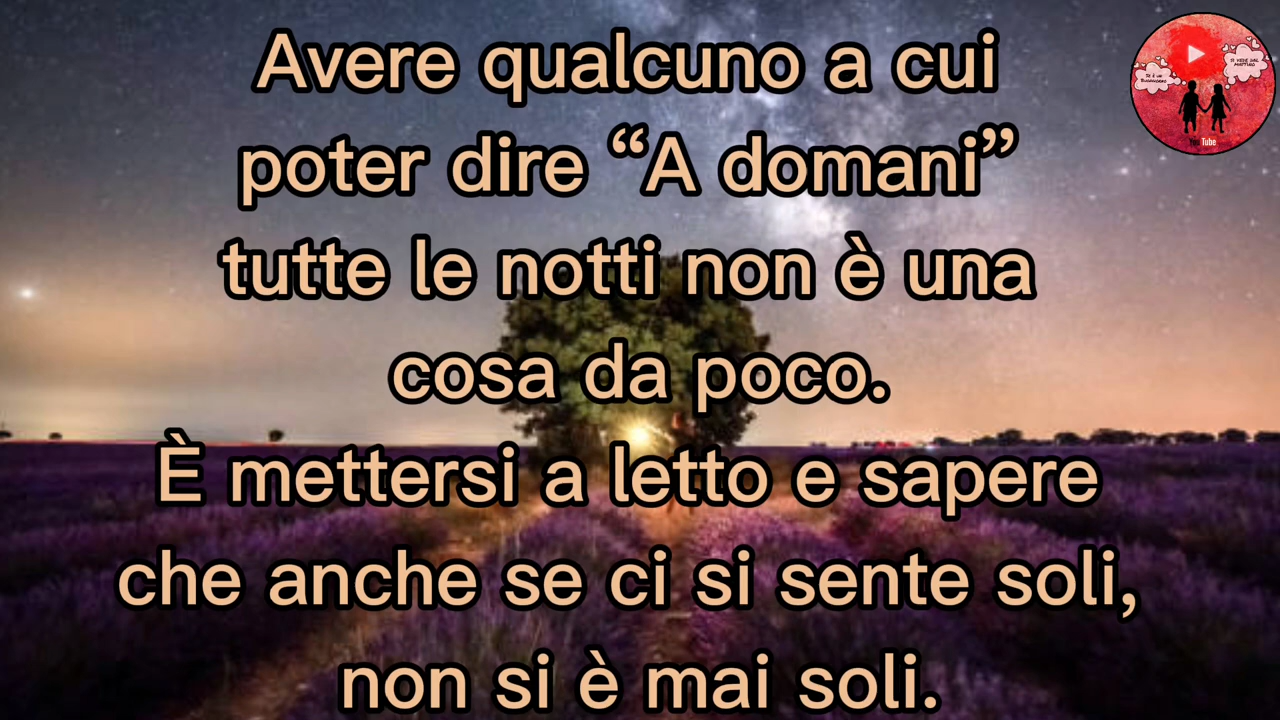 Avere qualcuno a cui
poter dire “A domani”
tutte le notti non è una
cosa da poco.
È mettersi a letto e sapere
che anche se ci si sente soli,
non si è mai soli.
Tube